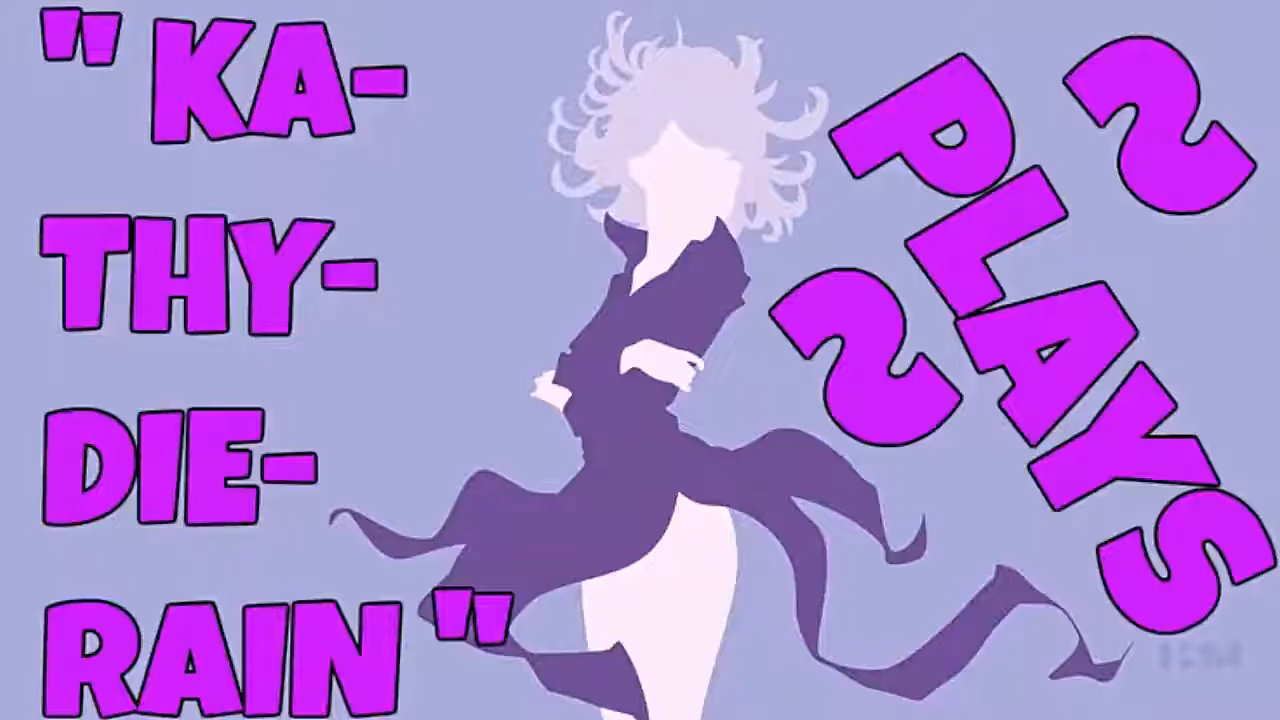 " KA-
THY-
DIE-
RAIN "
~
PLAYS
~